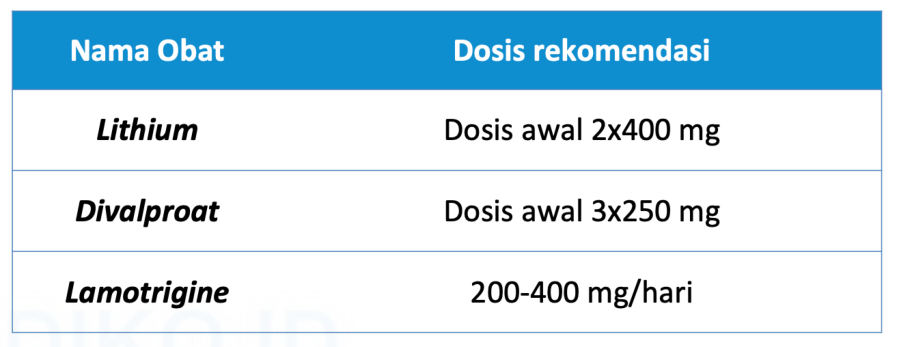 Nama Obat Dosis rekomendasi
Lithium Dosis awal 2x400 mg
Divalproat Dosis awal 3x250 mg
Lamotrigine 200-400 mg/hari